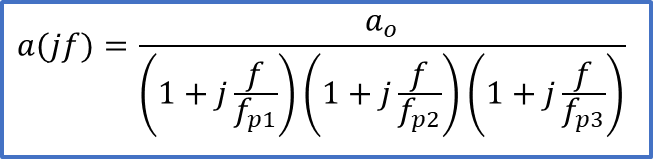 a(jf) = a_o / ((1 + j f/f_p1)(1 + j f/f_p2)(1 + j f/f_p3))